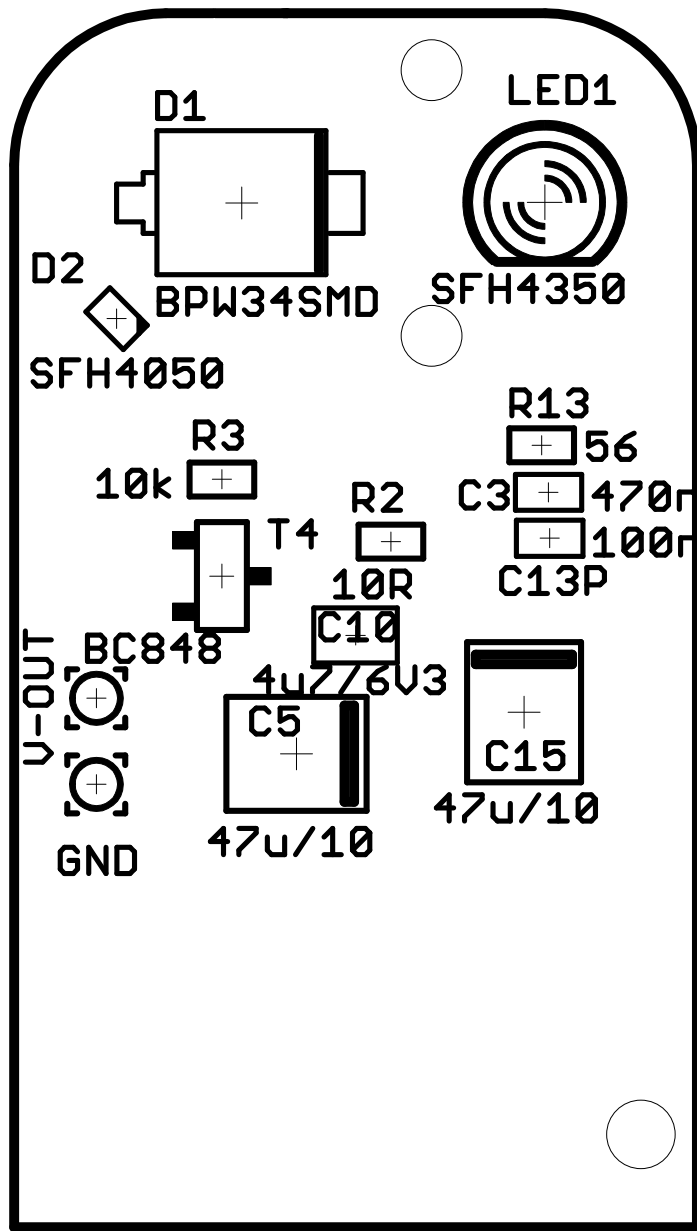 LED1
D1
D2
SFH4350
BPW34SMD
SFH4050
R13
R3
56
10k
C3
470n
R2
T4
100n
10R
C13P
C10
BC848
V-OUT
4u7/6V3
C5
C15
47u/10
47u/10
GND